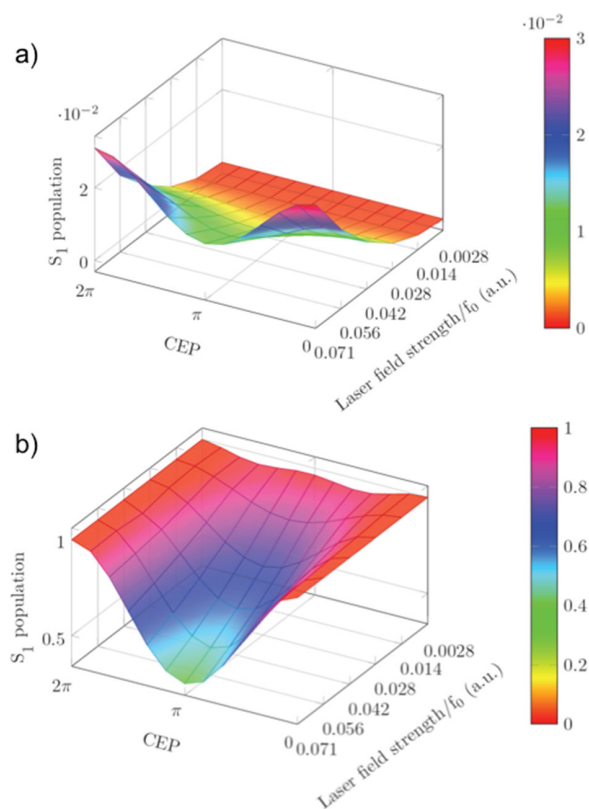 a)
·10⁻²
3
2
1
0
·10⁻²
2
0
S₁ population
2π
π
0
CEP
0.0028
0.014
0.028
0.042
0.056
0.071
Laser field strength/f₀ (a.u.)
b)
1
0.8
0.6
0.4
0.2
0
1
0.5
S₁ population
2π
π
0
CEP
0.0028
0.014
0.028
0.042
0.056
0.071
Laser field strength/f₀ (a.u.)